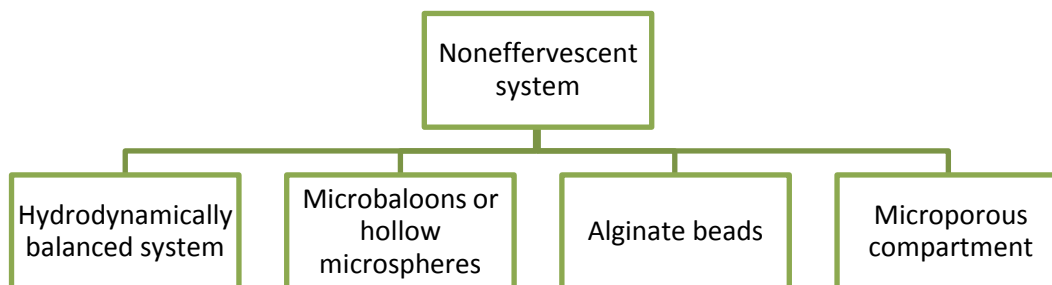 Noneffervescent
system
Hydrodynamically
balanced system
Microbaloons or
hollow
microspheres
Alginate beads
Microporous
compartment